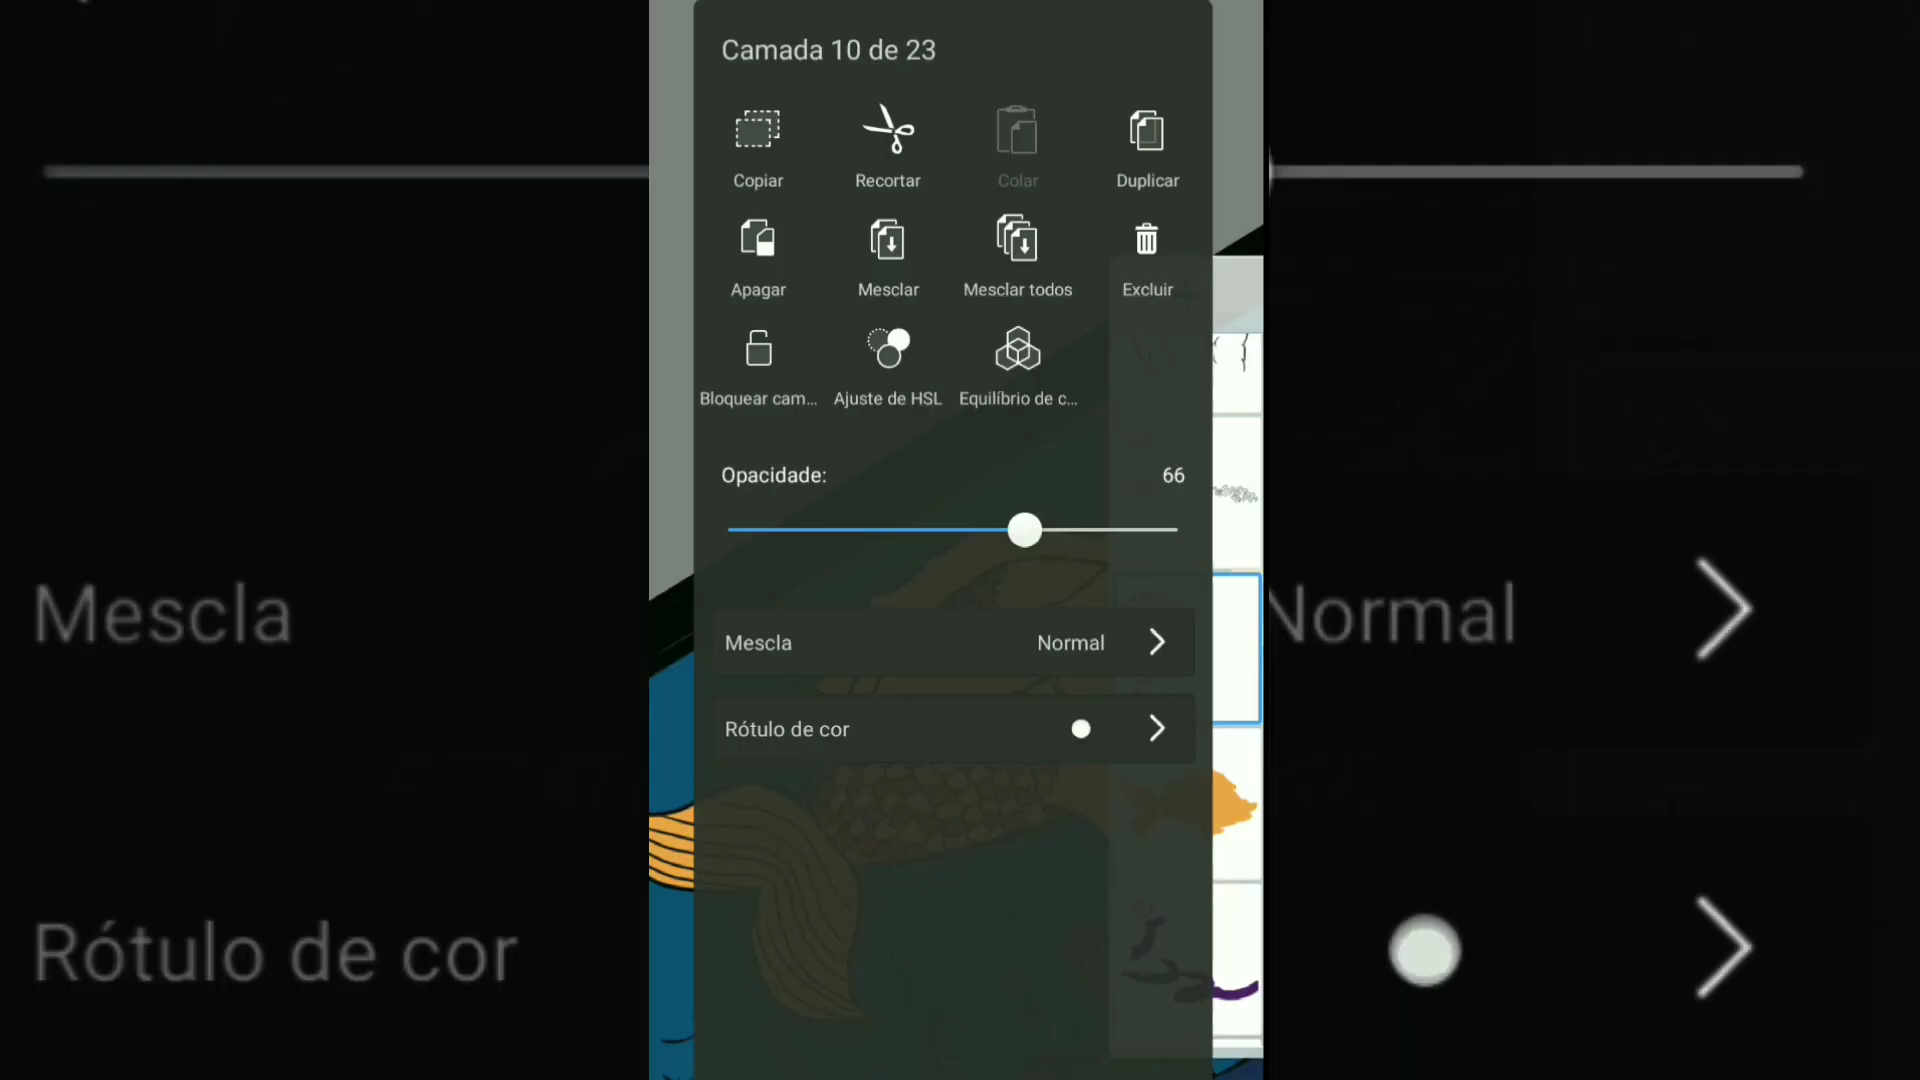 Camada 10 de 23
Copiar Recortar Colar Duplicar
Apagar Mesclar Mesclar todos Excluir
Bloquear cam... Ajuste de HSL Equilíbrio de c...
Opacidade: 66
Mescla Normal
Rótulo de cor
Mescla Normal
Rótulo de cor